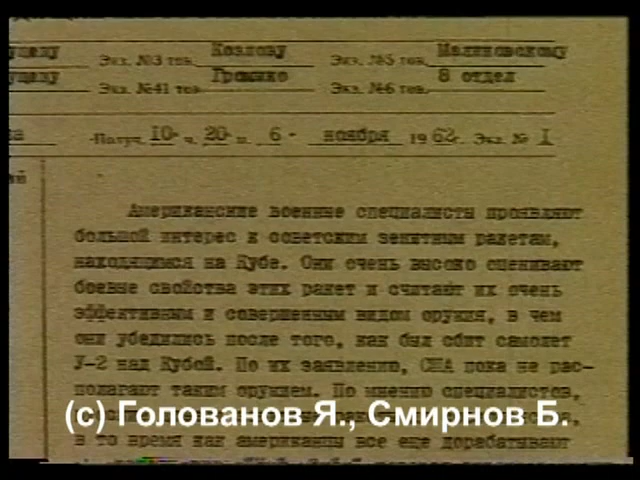 Козлову Малиновскому
Экз. №3 тов. Экз. №5 тов.
Громыко 8 отдел
Экз. №41 тов. Экз. №6 тов.
Получ. 10 ч. 20 м. 6 - ноября 1962г. Экз. № 1
Американские военные специалисты проявляют
большой интерес к советским зенитным ракетам,
находящимся на Кубе. Они очень высоко оценивают
боевые свойства этих ракет и считают их очень
эффективным и совершенным видом оружия, в чем
они убедились после того, как был сбит самолет
У-2 над Кубой. По их заявлению, США пока не рас-
полагают таким оружием. По мнению специалистов,
(с) Голованов Я., Смирнов Б.
в то время как американцы все еще дорабатывают